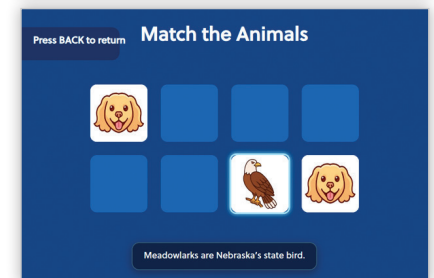 Press BACK to return
Match the Animals
Meadowlarks are Nebraska's state bird.